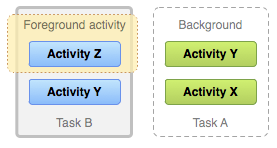 Foreground activity
Activity Z
Activity Y
Task B
Background
Activity Y
Activity X
Task A